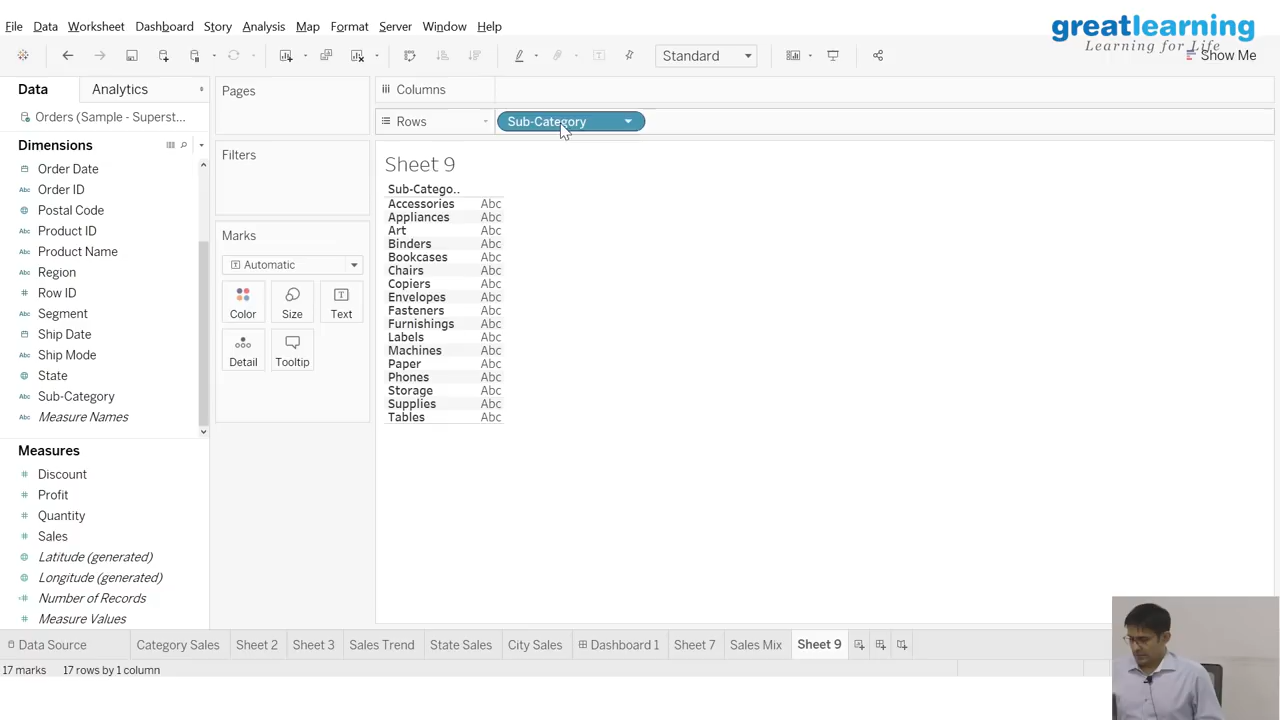 File Data Worksheet Dashboard Story Analysis Map Format Server Window Help
greatlearning
Learning for Life
Standard
Show Me
Data Analytics
Pages
Columns
Orders (Sample - Superst...
Rows
Sub-Category
Dimensions
Filters
Order Date
Order ID
Postal Code
Product ID
Product Name
Region
Row ID
Segment
Ship Date
Ship Mode
State
Sub-Category
Measure Names
Marks
Automatic
Color Size Text
Detail Tooltip
Sheet 9
Sub-Catego..
Accessories Abc
Appliances Abc
Art Abc
Binders Abc
Bookcases Abc
Chairs Abc
Copiers Abc
Envelopes Abc
Fasteners Abc
Furnishings Abc
Labels Abc
Machines Abc
Paper Abc
Phones Abc
Storage Abc
Supplies Abc
Tables Abc
Measures
Discount
Profit
Quantity
Sales
Latitude (generated)
Longitude (generated)
Number of Records
Measure Values
Data Source Category Sales Sheet 2 Sheet 3 Sales Trend State Sales City Sales Dashboard 1 Sheet 7 Sales Mix Sheet 9
17 marks 17 rows by 1 column